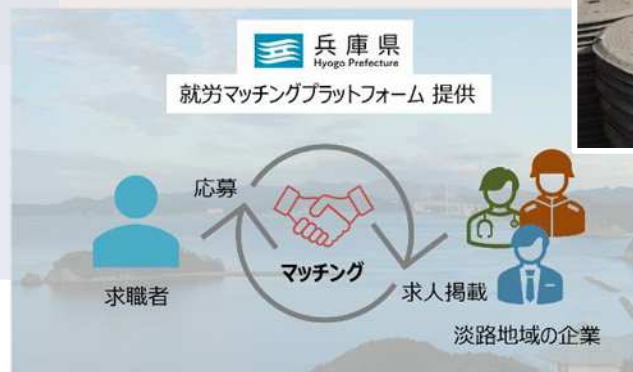 兵庫県
Hyogo Prefecture
就労マッチングプラットフォーム 提供
応募
マッチング
求職者
求人掲載
淡路地域の企業